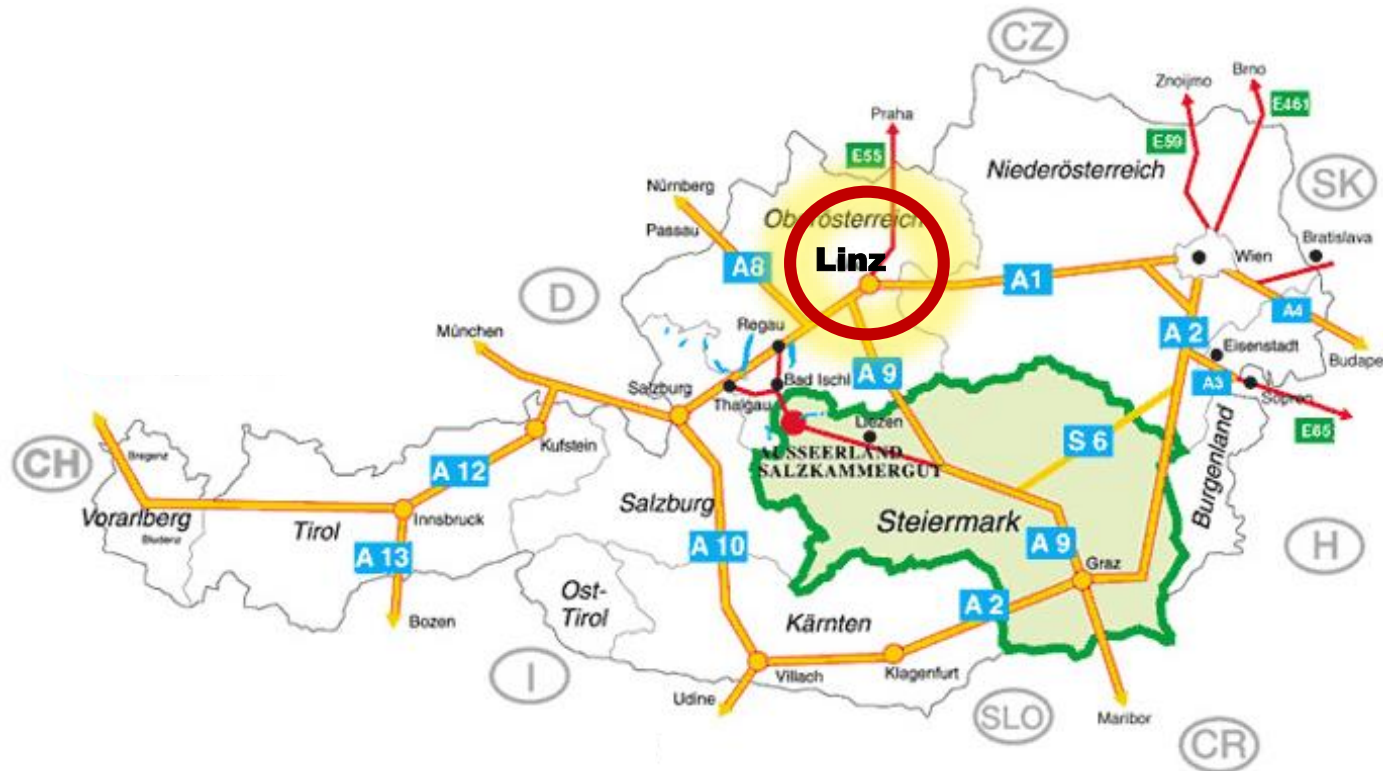 CZ
Znoijmo
Brno
E461
Praha
E59
E55
Niederösterreich
SK
Nürnberg
Oberösterreich
Passau
Linz
Bratislava
Wien
A8
A1
D
A4
Regau
A 2
München
Eisenstadt
Budape
A 9
A3
Salzburg
Bad Ischl
Thalgau
Sopron
Liezen
E65
S 6
Kufstein
AUSSEERLAND
SALZKAMMERGUT
CH
Bregenz
A 12
Burgenland
Salzburg
Vorarlberg
Tirol
Innsbruck
Steiermark
Bludenz
A 10
A 9
H
A 13
Graz
Ost-
Tirol
A 2
Bozen
Kärnten
I
Villach
Klagenfurt
Udine
SLO
Maribor
CR